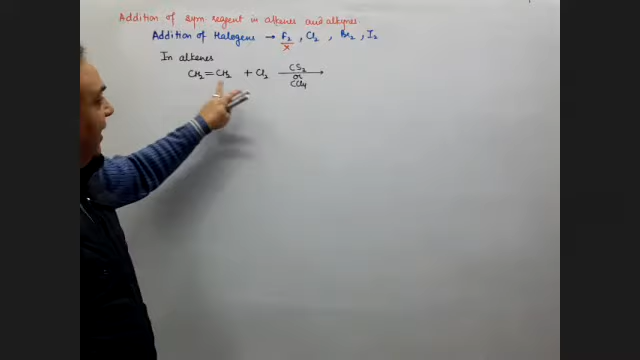 Addition of sym regent in alkenes and alkynes
Addition of Halogens → F₂, Cl₂, Br₂, I₂
x
In alkenes
CH₂=CH₂ + Cl₂ CS₂ or CCl₄ →